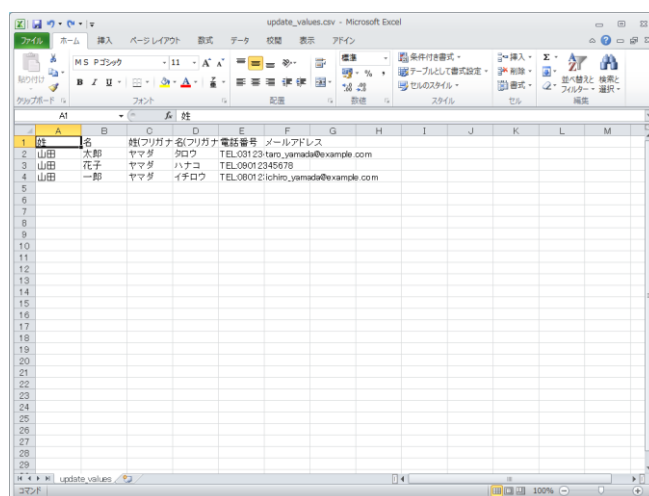 update_values.csv - Microsoft Excel
ファイル ホーム 挿入 ページ レイアウト 数式 データ 校閲 表示 アドイン
貼り付け
MS Pゴシック 11 A A
B I U A
標準
% ,
条件付き書式
テーブルとして書式設定
セルのスタイル
挿入
削除
書式
Σ
並べ替えと フィルター
検索と 選択
クリップボード フォント 配置 数値 スタイル セル 編集
A1 fx 姓
A B C D E F G H I J K L M
1 姓 名 姓(フリガナ 名(フリガナ 電話番号 メールアドレス
2 山田 太郎 ヤマダ タロウ TEL:03123 taro_yamada@example.com
3 山田 花子 ヤマダ ハナコ TEL:09012345678
4 山田 一郎 ヤマダ イチロウ TEL:08012 ichiro_yamada@example.com
5
6
7
8
9
10
11
12
13
14
15
16
17
18
19
20
21
22
23
24
25
26
27
28
29
update_values
コマンド 100%